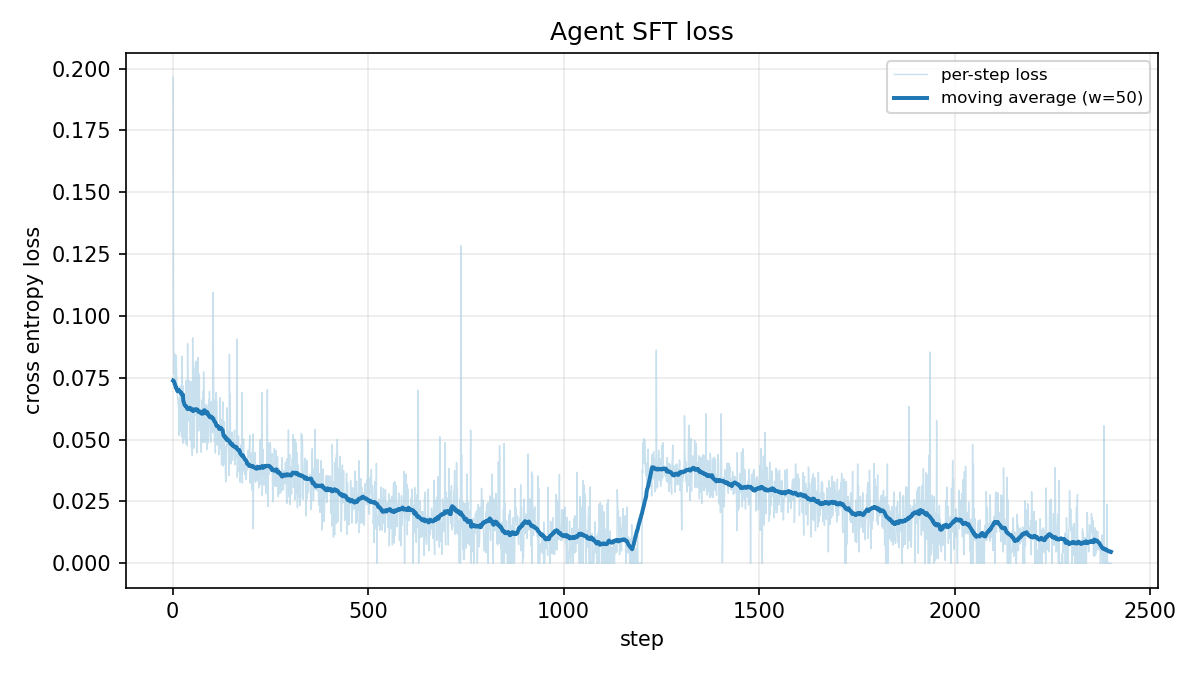 Agent SFT loss
per-step loss
moving average (w=50)
cross entropy loss
0.200
0.175
0.150
0.125
0.100
0.075
0.050
0.025
0.000
0 500 1000 1500 2000 2500
step